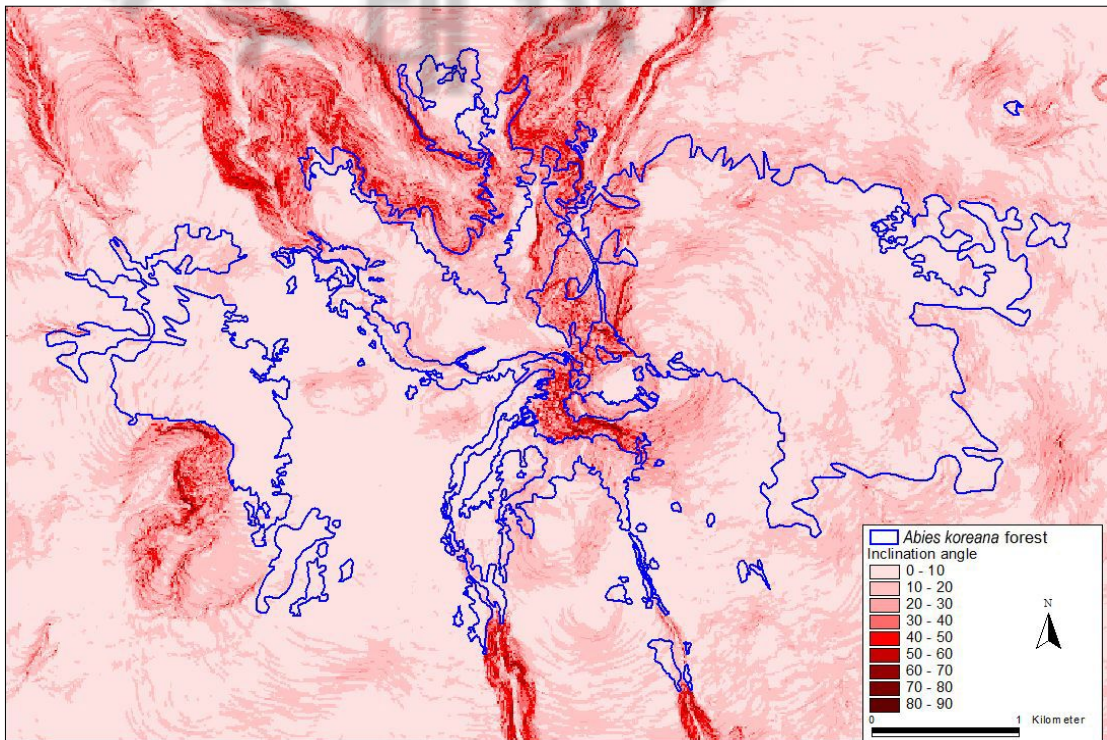 Abies koreana forest
Inclination angle
0 - 10
10 - 20
20 - 30
30 - 40
40 - 50
50 - 60
60 - 70
70 - 80
80 - 90
N
0 1 Kilometer